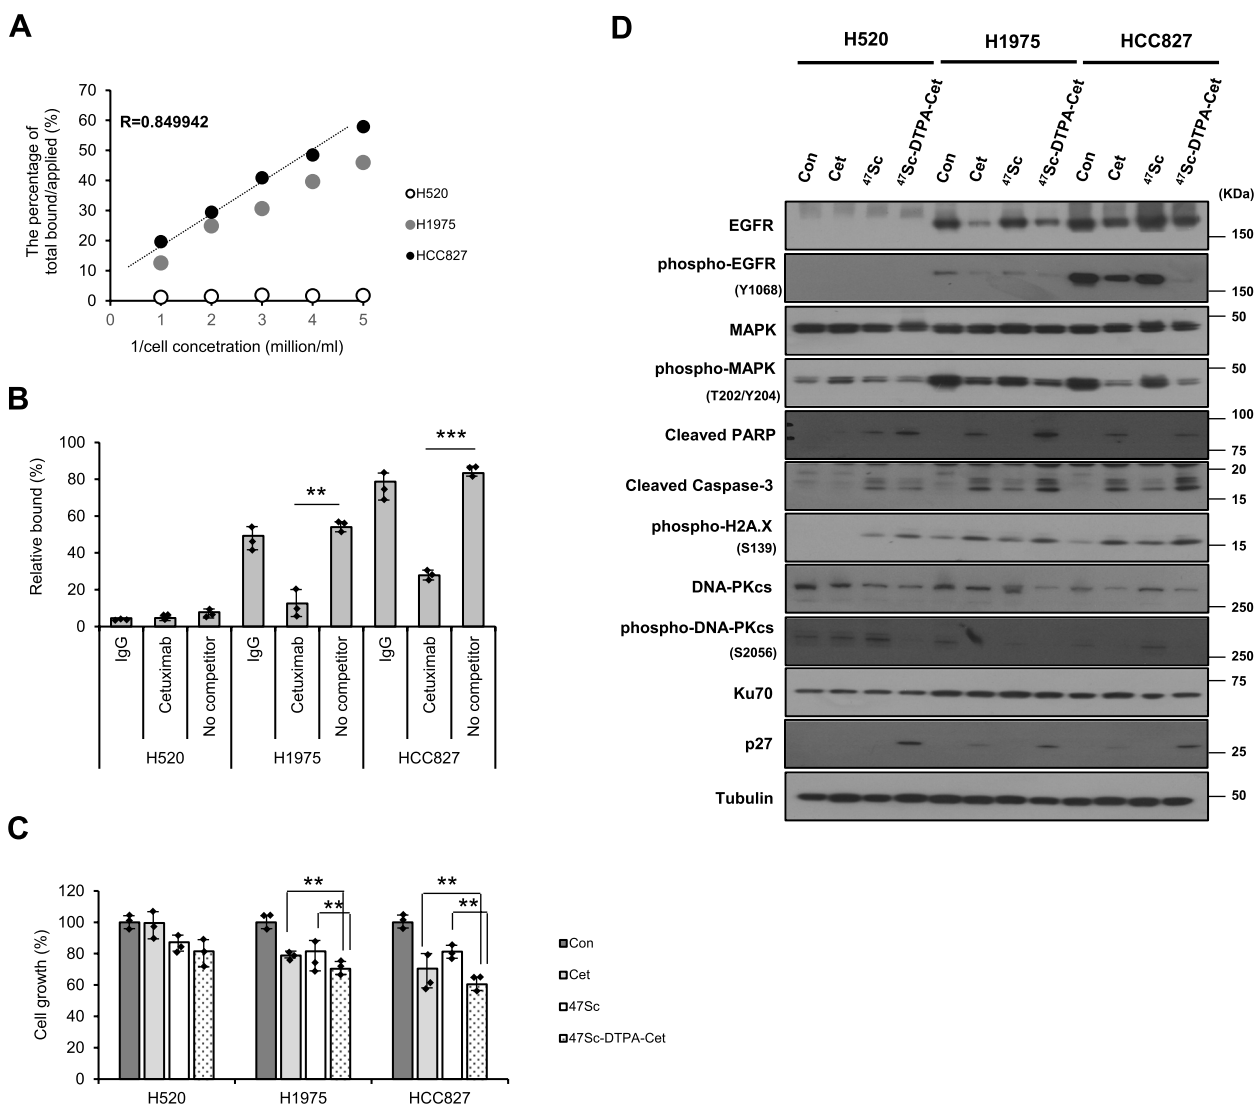 A
The percentage of
total bound/applied (%)
70
60
50
40
30
20
10
0
R=0.849942
H520
H1975
HCC827
0 1 2 3 4 5
1/cell concetration (million/ml)
B
Relative bound (%)
100
80
60
40
20
0
**
***
IgG
Cetuximab
No competitor
IgG
Cetuximab
No competitor
IgG
Cetuximab
No competitor
H520 H1975 HCC827
C
Cell growth (%)
120
100
80
60
40
20
0
**
**
**
**
H520 H1975 HCC827
Con
Cet
47Sc
47Sc-DTPA-Cet
D
H520 H1975 HCC827
Con Cet ⁴⁷Sc ⁴⁷Sc-DTPA-Cet Con Cet ⁴⁷Sc ⁴⁷Sc-DTPA-Cet Con Cet ⁴⁷Sc ⁴⁷Sc-DTPA-Cet
(KDa)
EGFR
150
phospho-EGFR
(Y1068)
150
50
MAPK
phospho-MAPK
50
(T202/Y204)
100
Cleaved PARP
75
20
Cleaved Caspase-3
15
phospho-H2A.X
(S139)
15
DNA-PKcs
250
phospho-DNA-PKcs
(S2056)
250
75
Ku70
p27
25
Tubulin
50